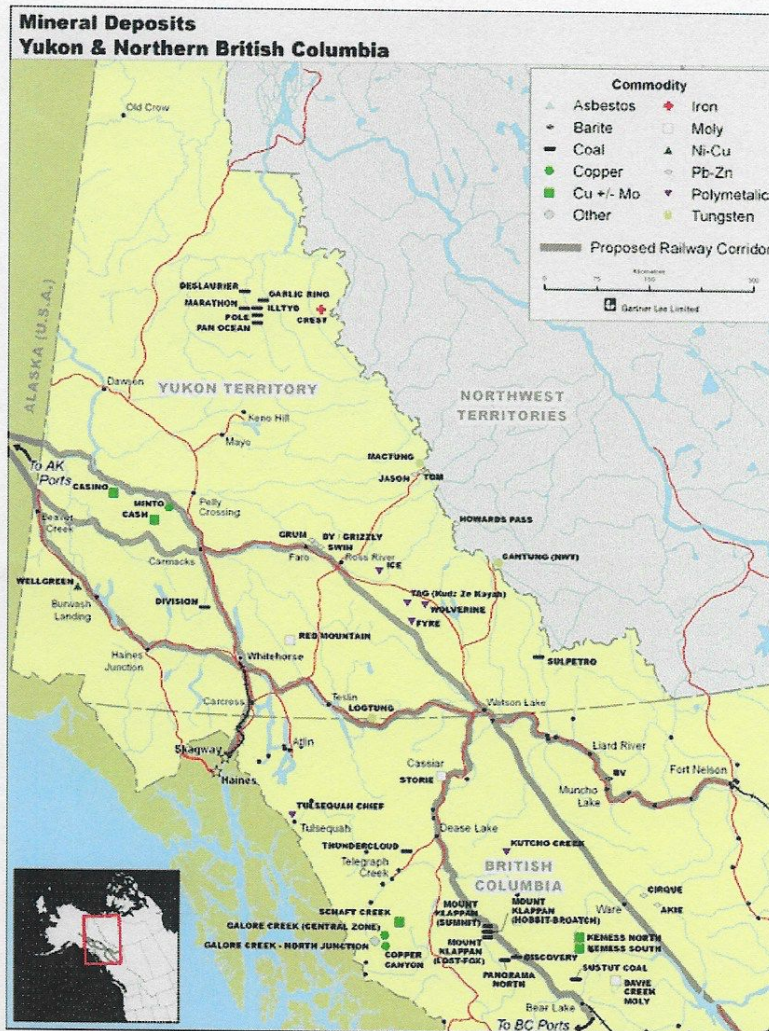 Mineral Deposits
Yukon & Northern British Columbia
Commodity
Asbestos
Barite
Coal
Copper
Cu +/- Mo
Other
Iron
Moly
Ni-Cu
Pb-Zn
Polymetalic
Tungsten
Proposed Railway Corridor
Kilometres
0 75 150 300
Gartner Lee Limited
Old Crow
DESLAURIER
GARLIC RING
MARATHON
ILLTYD
POLE
PAN OCEAN
CREST
ALASKA (U.S.A.)
Dawson
YUKON TERRITORY
NORTHWEST
TERRITORIES
Keno Hill
Mayo
MACTUNG
JASON
TOM
To AK
Ports
CASINO
MINTO
CASH
Pelly
Crossing
Beaver
Creek
HOWARDS PASS
GRUM
BY / GRIZZLY
SWIM
Carmacks
Faro
Ross River
ICE
CANTUNG (NWT)
WELLGREEN
DIVISION
TAG (Kudz Ze Kayah)
WOLVERINE
FYRE
Burwash
Landing
RED MOUNTAIN
Haines
Junction
Whitehorse
SULPETRO
Carcross
Teslin
LOGTUNG
Watson Lake
Skagway
Atlin
Haines
Liard River
Cassiar
STORIE
BV
Fort Nelson
Muncho
Lake
TULSEQUAH CHIEF
Tulsequah
Dease Lake
THUNDERCLOUD
KUTCHO CREEK
Telegraph
Creek
BRITISH
COLUMBIA
CIRQUE
SCHAFT CREEK
MOUNT
KLAPPAN
(SUMMIT)
MOUNT
KLAPPAN
(HOBBIT-BROATCH)
Ware
AKIE
GALORE CREEK (CENTRAL ZONE)
KEMESS NORTH
GALORE CREEK - NORTH JUNCTION
MOUNT
KLAPPAN
(LOST-FOX)
KEMESS SOUTH
COPPER
CANYON
DISCOVERY
PANORAMA
NORTH
SUSTUT COAL
DAVIE
CREEK
MOLY
Bear Lake
To BC Ports